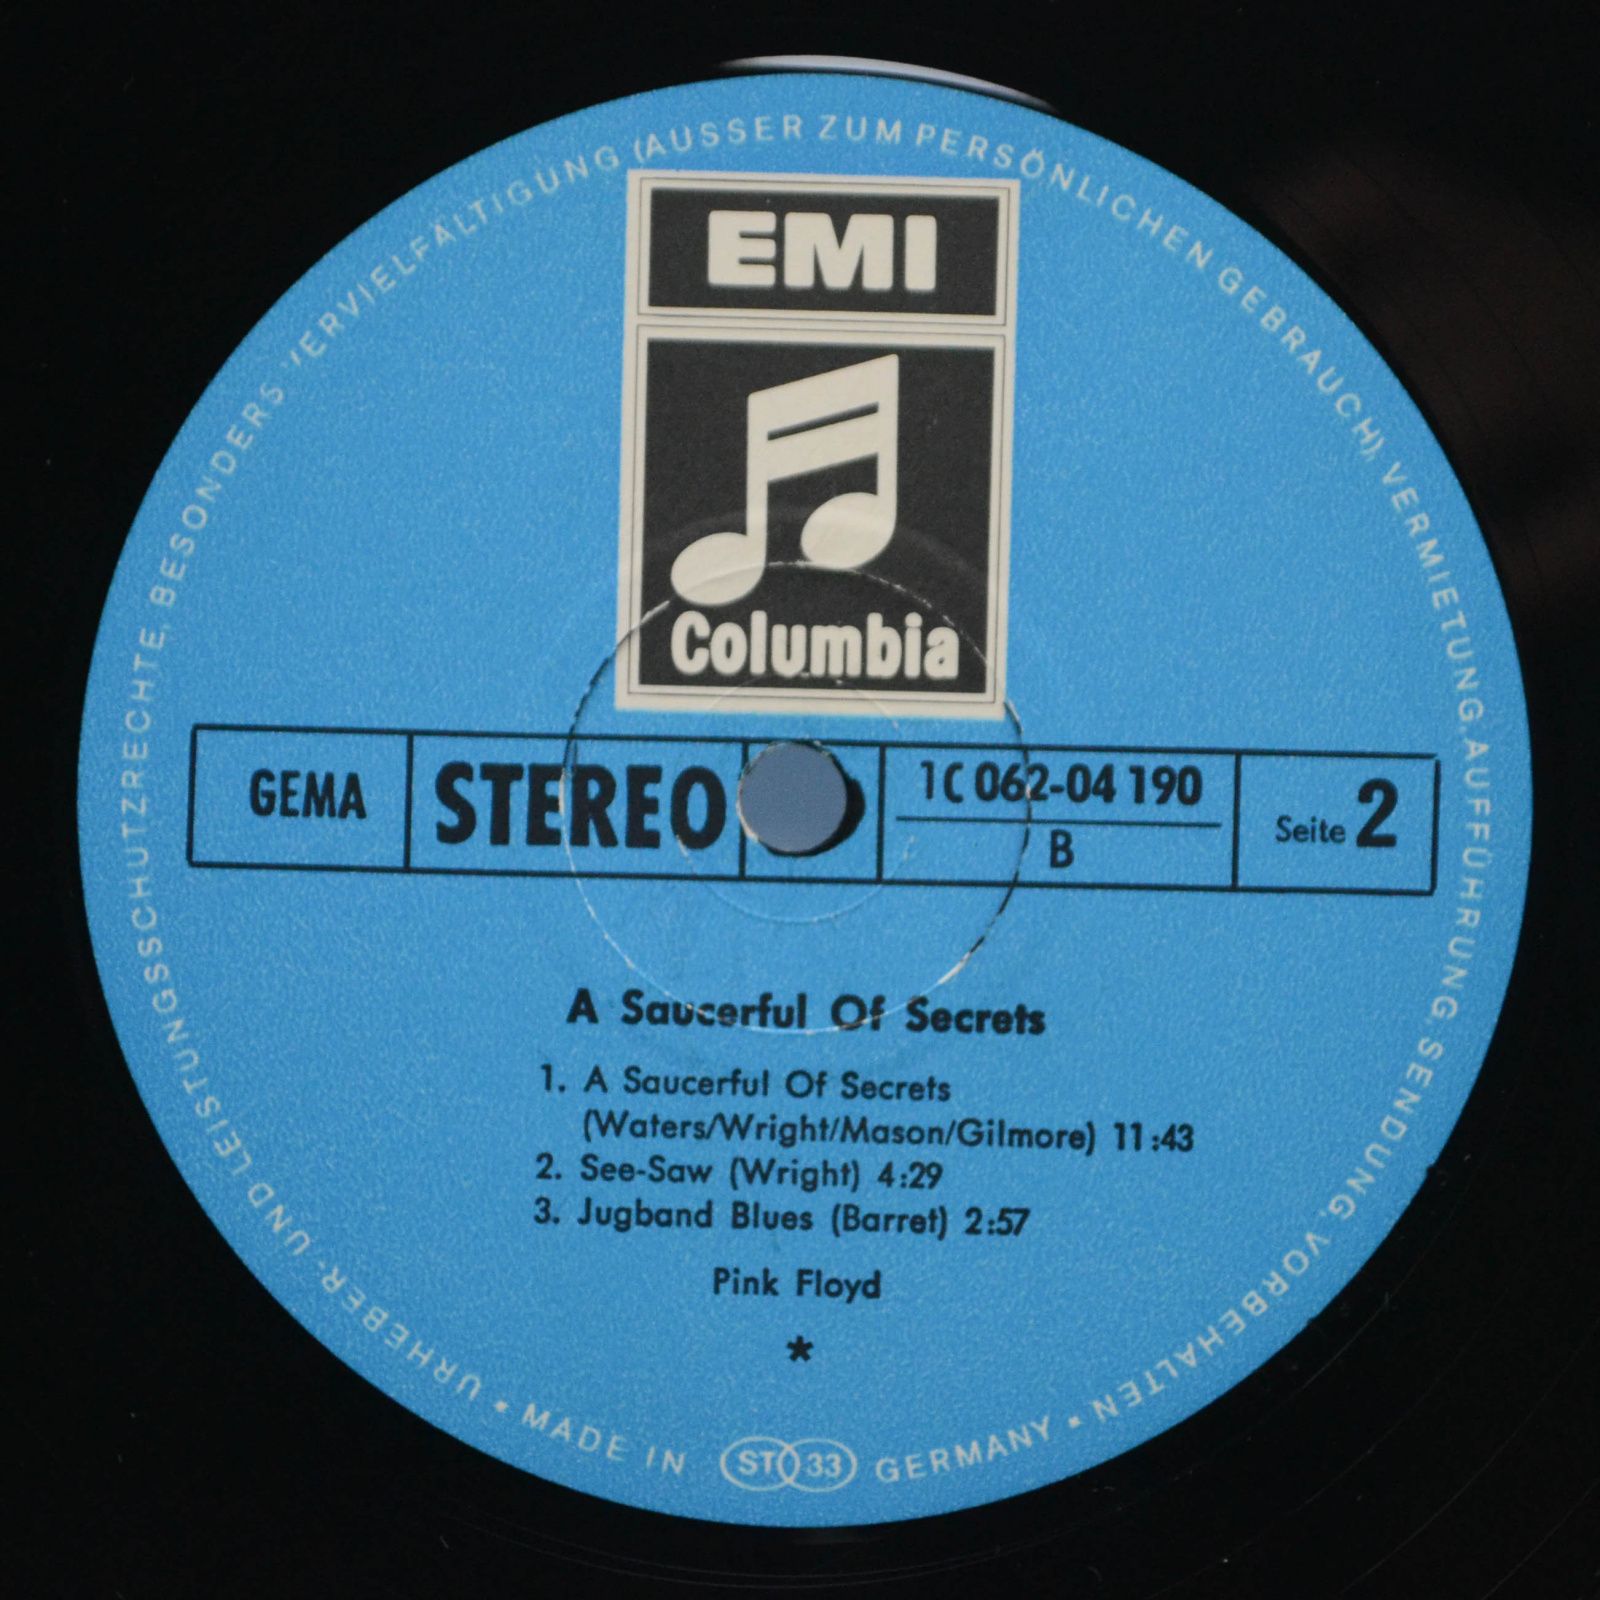 EMI
Columbia
GEMA
STEREO
1C 062-04 190
B
Seite 2
A Saucerful Of Secrets
1. A Saucerful Of Secrets
(Waters/Wright/Mason/Gilmore) 11:43
2. See-Saw (Wright) 4:29
3. Jugband Blues (Barret) 2:57
Pink Floyd
*
URHEBER- UND LEISTUNGSSCHUTZRECHTE, BESONDERS VERVIELFÄLTIGUNG (AUSSER ZUM PERSÖNLICHEN GEBRAUCH), VERMIETUNG, AUFFÜHRUNG, SENDUNG, VORBEHALTEN
MADE IN ST 33 GERMANY